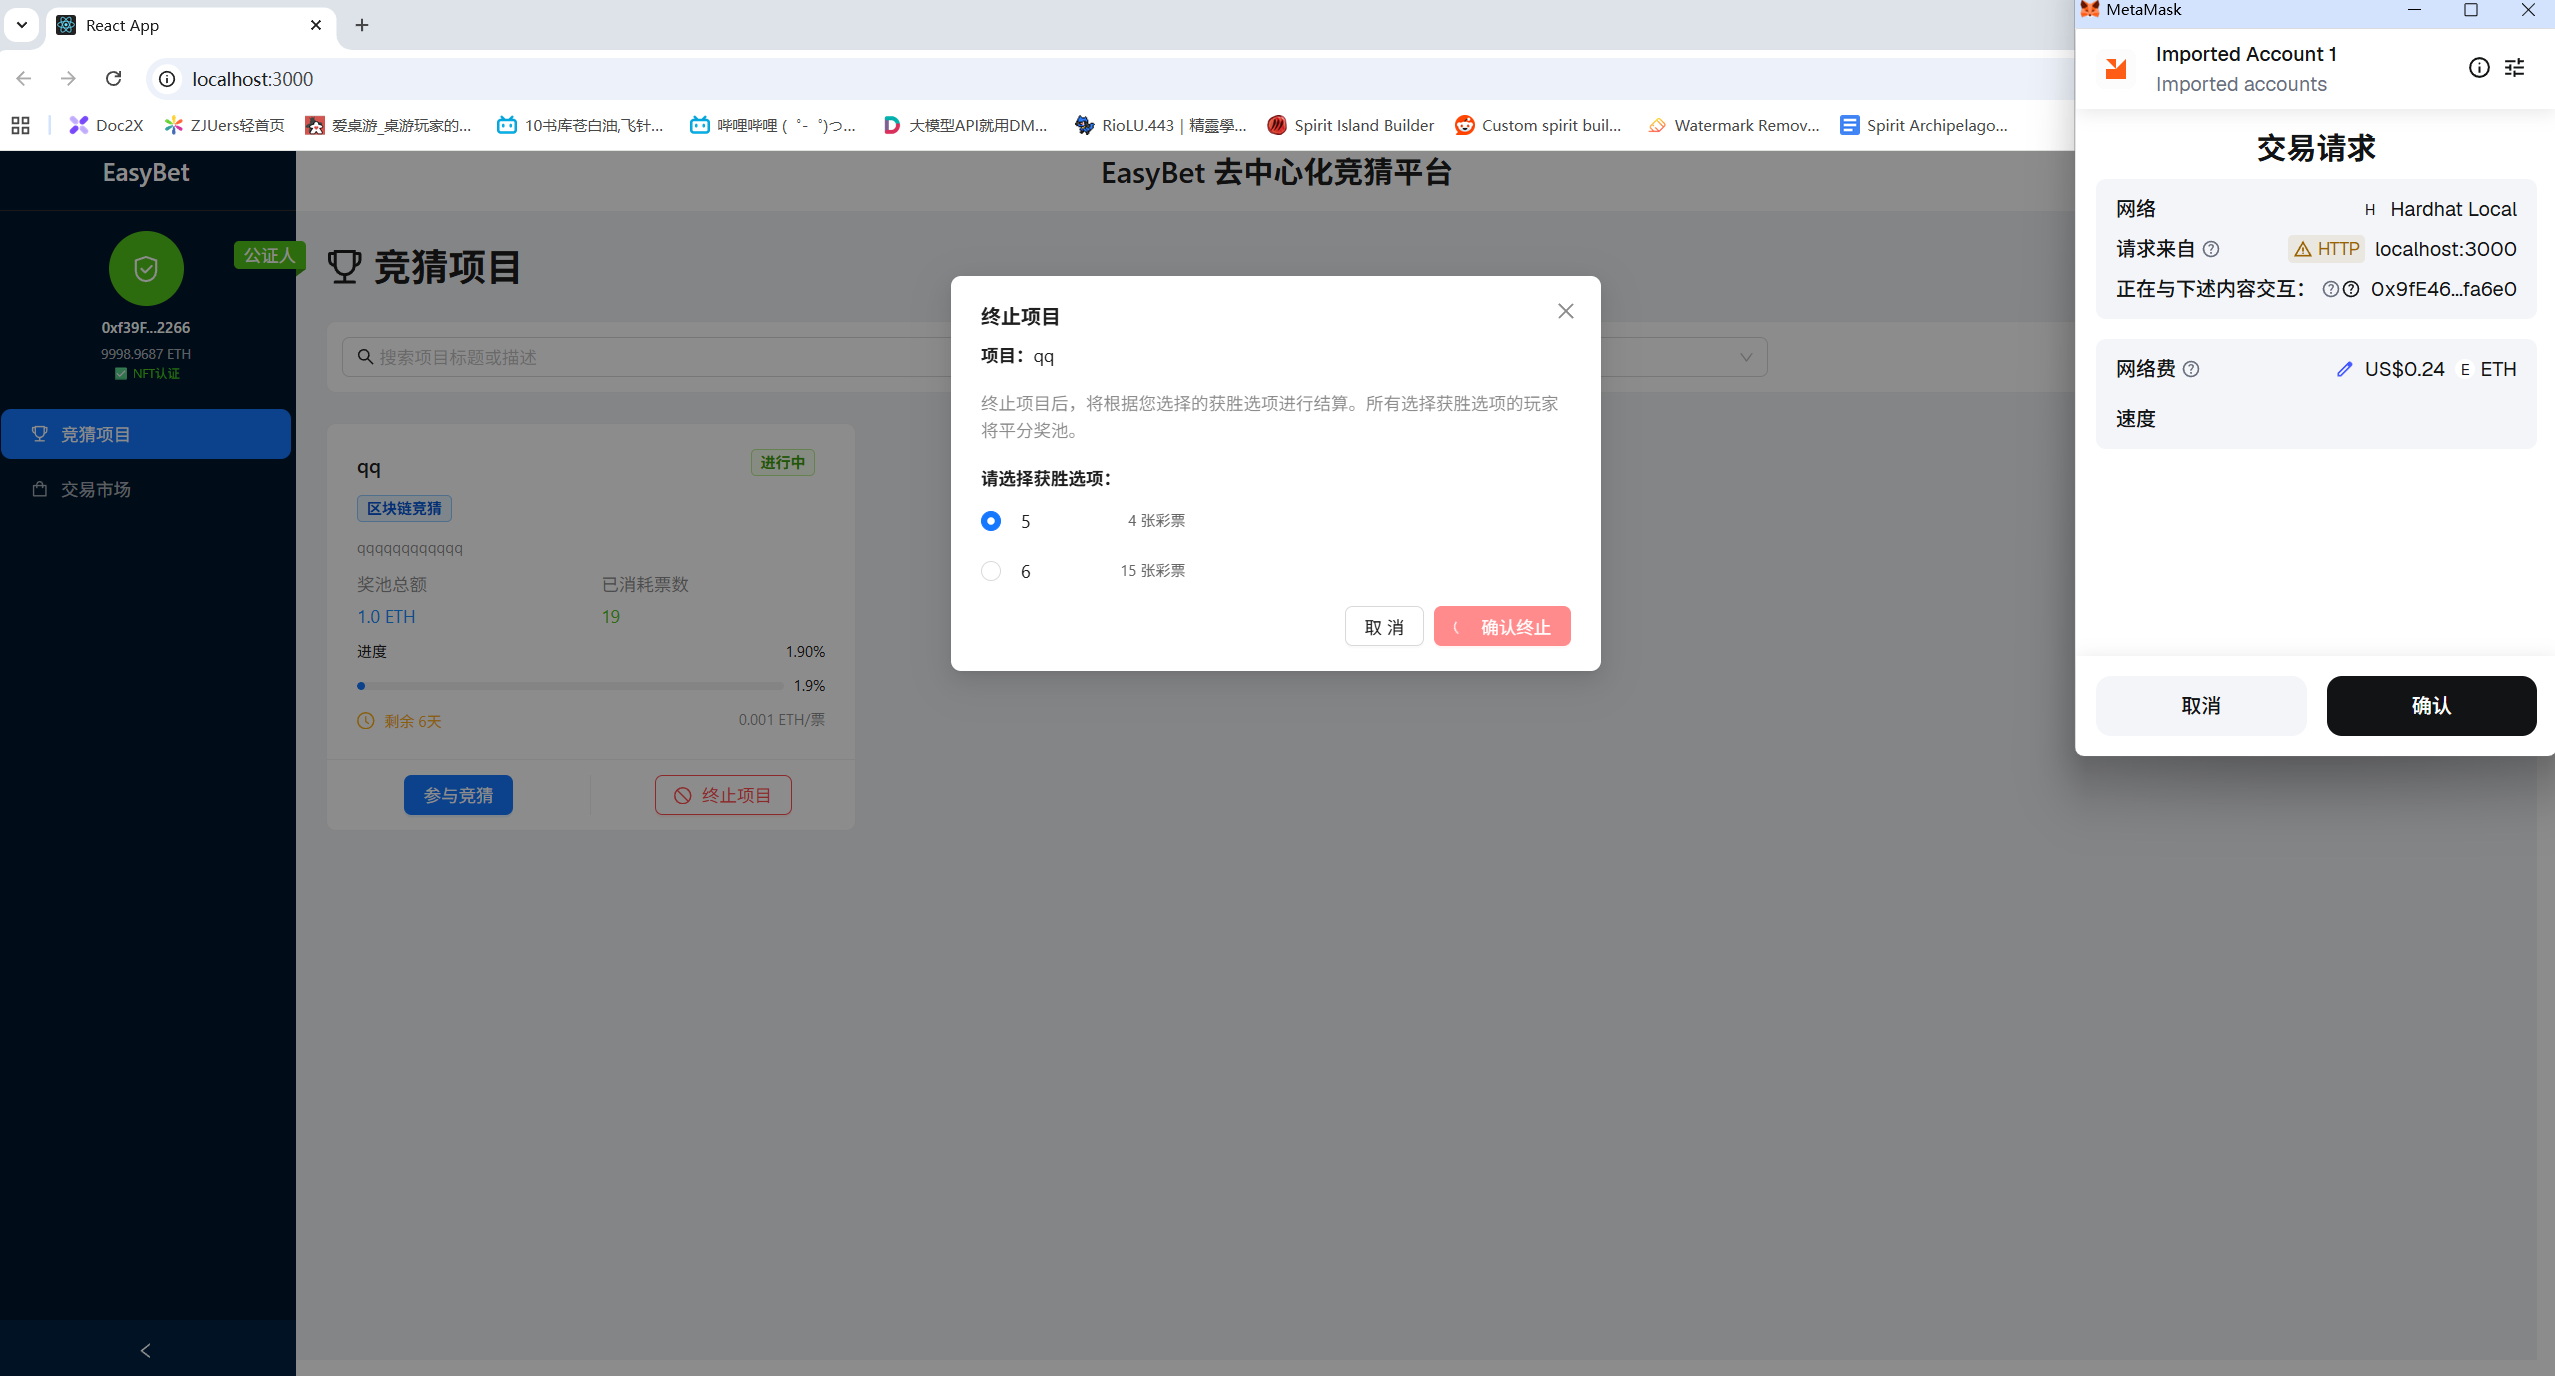 React App
localhost:3000
Doc2X
ZJUers轻首页
爱桌游_桌游玩家的...
10书库苍白油,飞针...
哔哩哔哩 (゜-゜)つ...
大模型API就用DM...
RioLU.443 | 精靈學...
Spirit Island Builder
Custom spirit buil...
Watermark Remov...
Spirit Archipelago...
EasyBet
EasyBet 去中心化竞猜平台
公证人
0xf39F...2266
9998.9687 ETH
NFT认证
竞猜项目
交易市场
竞猜项目
搜索项目标题或描述
qq
进行中
区块链竞猜
qqqqqqqqqqqq
奖池总额
已消耗票数
1.0 ETH
19
进度
1.90%
1.9%
剩余 6天
0.001 ETH/票
参与竞猜
终止项目
终止项目
项目：qq
终止项目后，将根据您选择的获胜选项进行结算。所有选择获胜选项的玩家
将平分奖池。
请选择获胜选项：
5
4 张彩票
6
15 张彩票
取 消
确认终止
MetaMask
Imported Account 1
Imported accounts
交易请求
网络
H Hardhat Local
请求来自
HTTP localhost:3000
正在与下述内容交互：
0x9fE46...fa6e0
网络费
US$0.24 E ETH
速度
取消
确认